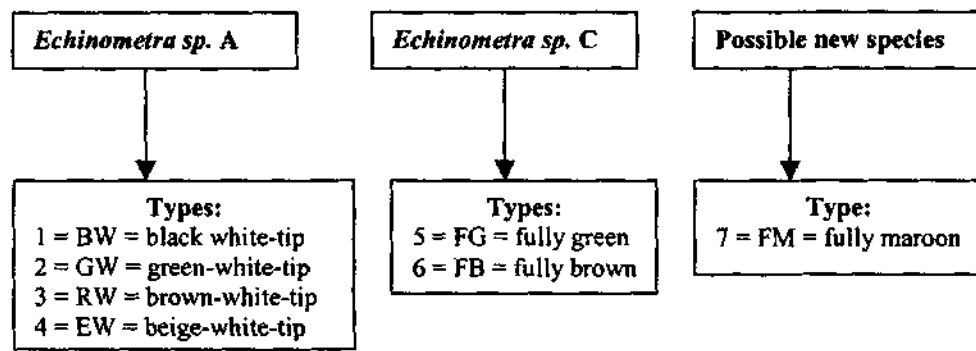 Echinometra sp. A
Echinometra sp. C
Possible new species
Types:
1 = BW = black white-tip
2 = GW = green-white-tip
3 = RW = brown-white-tip
4 = EW = beige-white-tip
Types:
5 = FG = fully green
6 = FB = fully brown
Type:
7 = FM = fully maroon